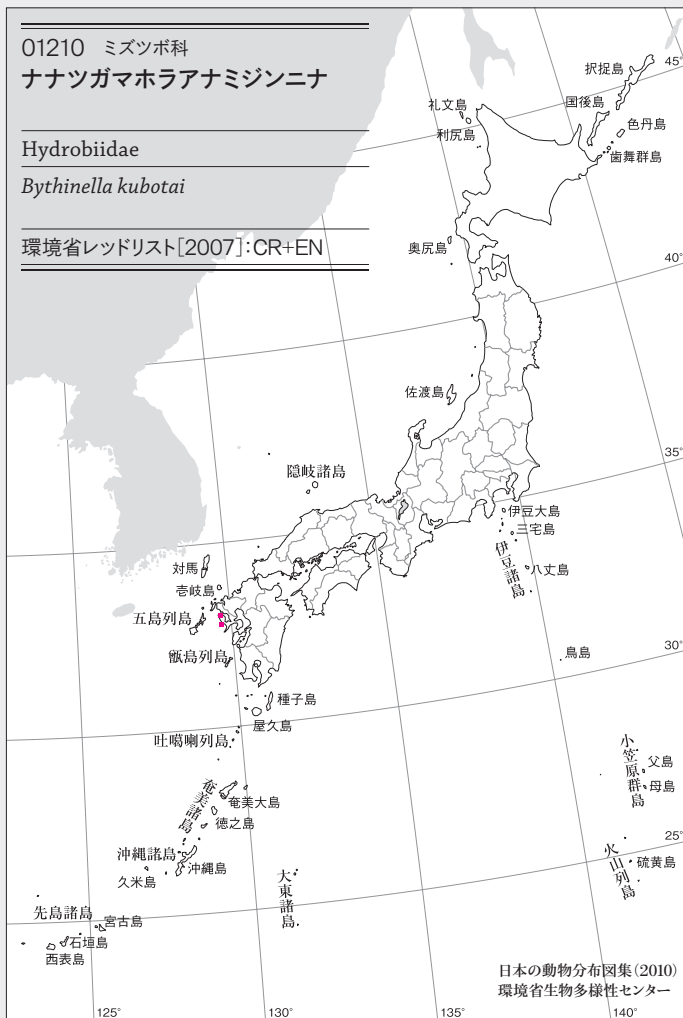 01210 ミズツボ科
ナナツガマホラアナミジンニナ
Hydrobiidae
Bythinella kubotai
環境省レッドリスト[2007]:CR+EN
択捉島
45°
国後島
礼文島
色丹島
利尻島
歯舞群島
奥尻島
40°
佐渡島
35°
隠岐諸島
伊豆大島
三宅島
伊豆諸島
八丈島
対馬
壱岐島
五島列島
甑島列島
鳥島
30°
種子島
屋久島
吐噶喇列島
小笠原群島
父島
母島
奄美諸島
奄美大島
徳之島
25°
沖縄諸島
沖縄島
久米島
火山列島
硫黄島
大東諸島
先島諸島
宮古島
石垣島
西表島
日本の動物分布図集(2010)
環境省生物多様性センター
125°
130°
135°
140°